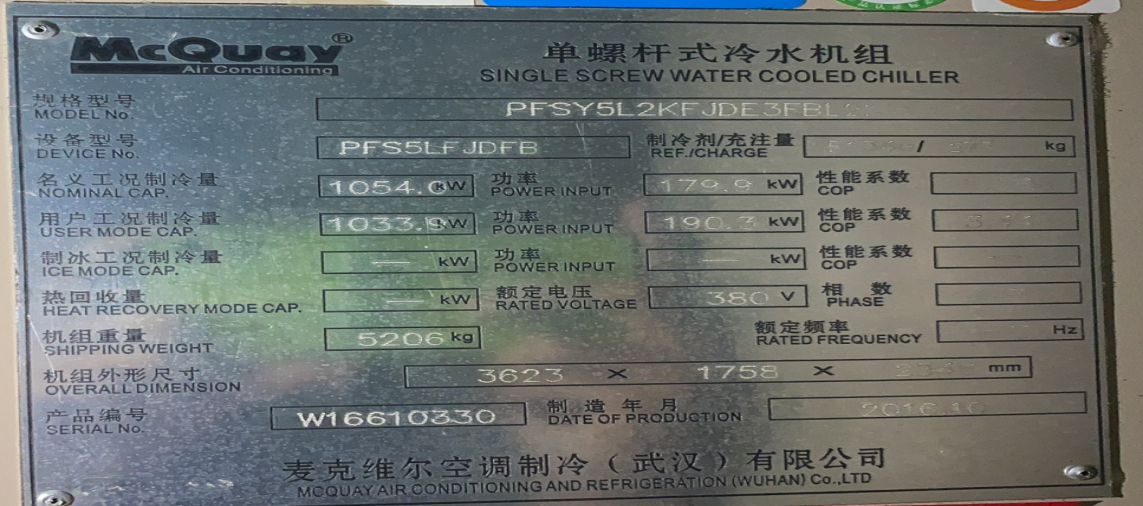 McQuay®
Air Conditioning
单螺杆式冷水机组
SINGLE SCREW WATER COOLED CHILLER
规格型号
MODEL No.
PFSY5L2KFJDE3FBL
设备型号
DEVICE No.
PFS5LFJDFB
制冷剂/充注量
REF./CHARGE
/ kg
名义工况制冷量
NOMINAL CAP.
1054.0kW
功率
POWER INPUT
179.9 kW
性能系数
COP
用户工况制冷量
USER MODE CAP.
1033.9kW
功率
POWER INPUT
190.3 kW
性能系数
COP
制冰工况制冷量
ICE MODE CAP.
— kW
功率
POWER INPUT
— kW
性能系数
COP
热回收量
HEAT RECOVERY MODE CAP.
— kW
额定电压
RATED VOLTAGE
380 V
相 数
PHASE
机组重量
SHIPPING WEIGHT
5206 kg
额定频率
RATED FREQUENCY
Hz
机组外形尺寸
OVERALL DIMENSION
3623 × 1758 × mm
产品编号
SERIAL No.
W16610330
制 造 年 月
DATE OF PRODUCTION
2016.10
麦克维尔空调制冷（武汉）有限公司
MCQUAY AIR CONDITIONING AND REFRIGERATION (WUHAN) Co.,LTD